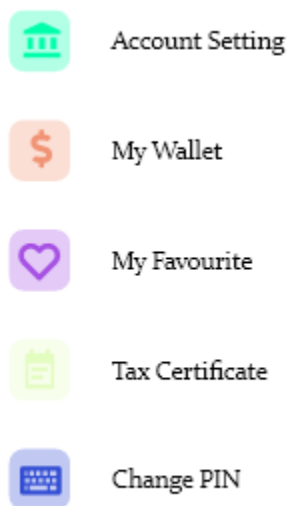 Account Setting
My Wallet
My Favourite
Tax Certificate
Change PIN